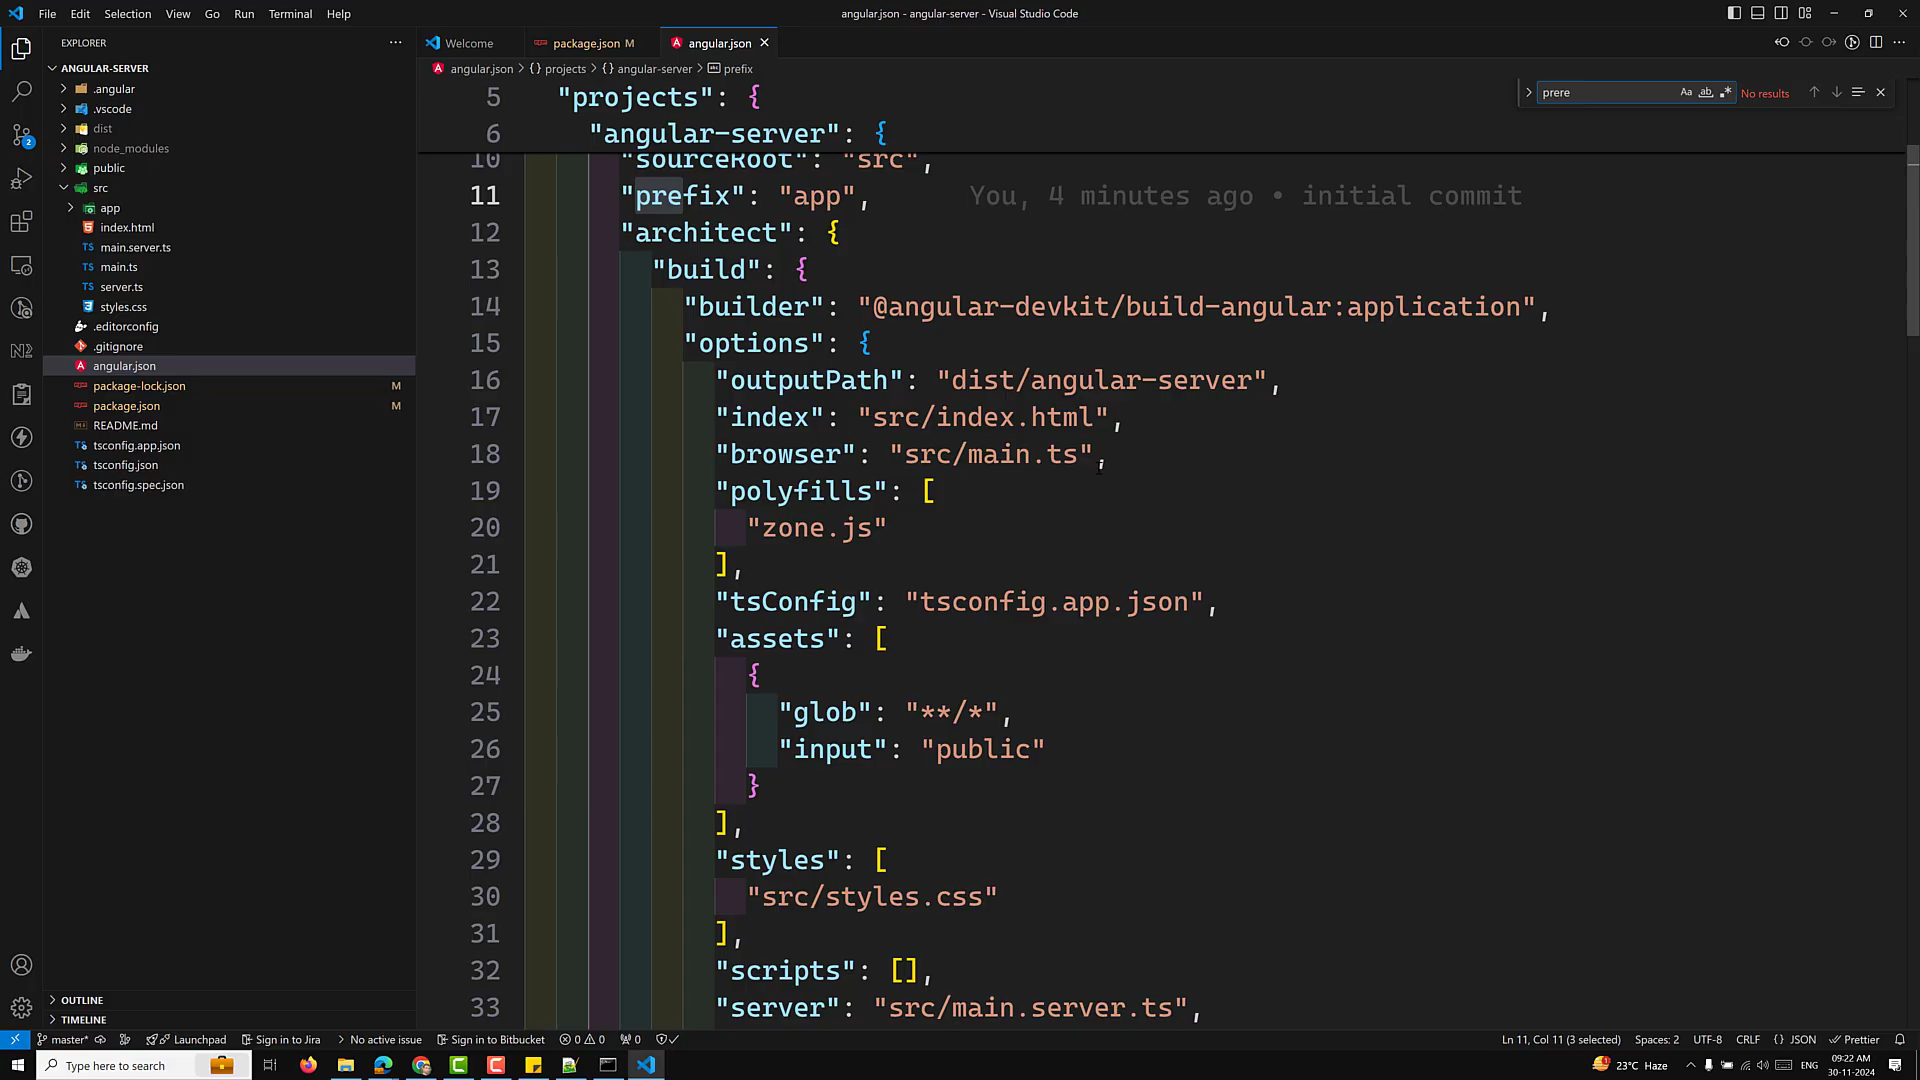 File Edit Selection View Go Run Terminal Help
angular.json - angular-server - Visual Studio Code
EXPLORER
ANGULAR-SERVER
.angular
.vscode
dist
node_modules
public
src
app
index.html
TS main.server.ts
TS main.ts
TS server.ts
styles.css
.editorconfig
.gitignore
angular.json
package-lock.json M
package.json M
README.md
tsconfig.app.json
tsconfig.json
tsconfig.spec.json
OUTLINE
TIMELINE
Welcome
package.json M
angular.json
angular.json > {} projects > {} angular-server > prefix
prere
Aa ab No results
5 "projects": {
6 "angular-server": {
10 "sourceRoot": "src",
11 "prefix": "app", You, 4 minutes ago • initial commit
12 "architect": {
13 "build": {
14 "builder": "@angular-devkit/build-angular:application",
15 "options": {
16 "outputPath": "dist/angular-server",
17 "index": "src/index.html",
18 "browser": "src/main.ts",
19 "polyfills": [
20 "zone.js"
21 ],
22 "tsConfig": "tsconfig.app.json",
23 "assets": [
24 {
25 "glob": "**/*",
26 "input": "public"
27 }
28 ],
29 "styles": [
30 "src/styles.css"
31 ],
32 "scripts": [],
33 "server": "src/main.server.ts",
master* Launchpad Sign in to Jira No active issue Sign in to Bitbucket 0 0 0
Ln 11, Col 11 (3 selected) Spaces: 2 UTF-8 CRLF {} JSON Prettier
Type here to search
23°C Haze ENG
09:22 AM
30-11-2024